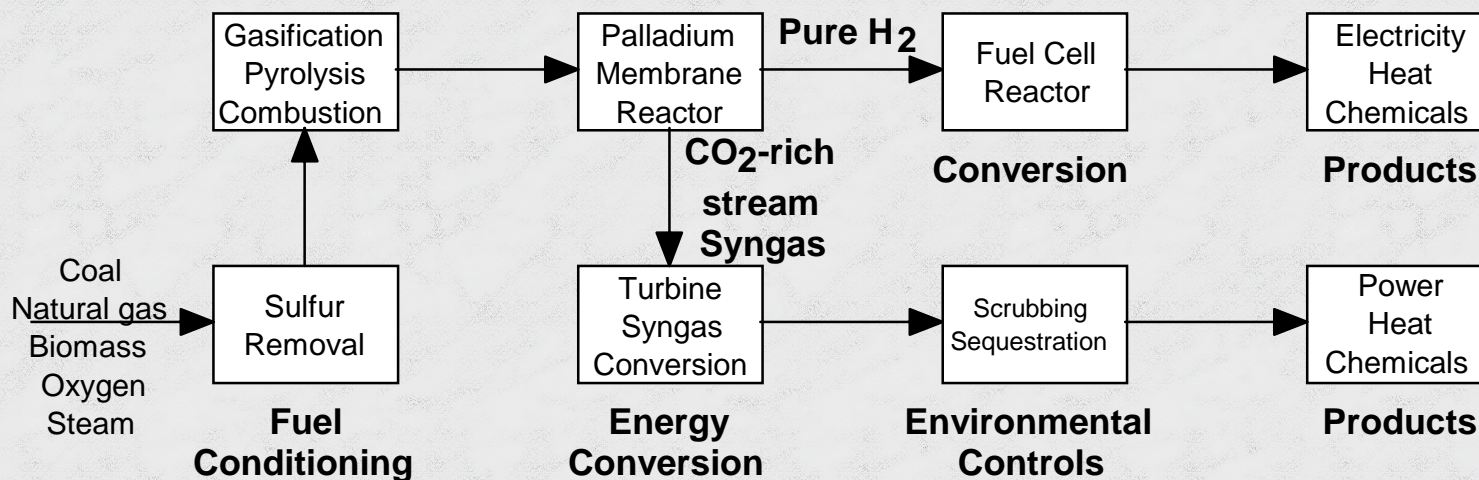 Gasification
Pyrolysis
Combustion
Palladium
Membrane
Reactor
Pure H2
Fuel Cell
Reactor
Electricity
Heat
Chemicals
CO2-rich
stream
Syngas
Conversion
Products
Coal
Natural gas
Biomass
Oxygen
Steam
Sulfur
Removal
Turbine
Syngas
Conversion
Scrubbing
Sequestration
Power
Heat
Chemicals
Fuel
Conditioning
Energy
Conversion
Environmental
Controls
Products